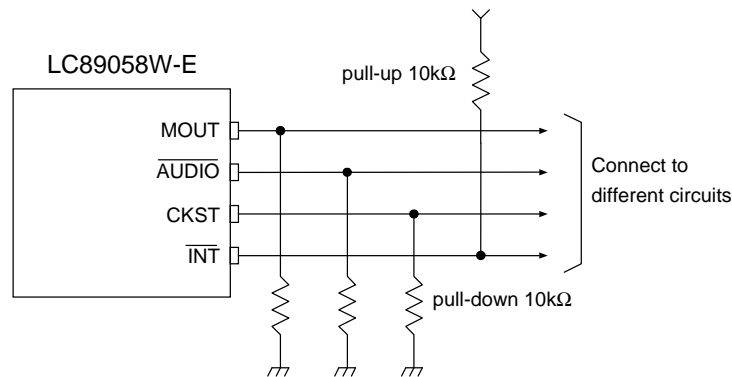 LC89058W-E
pull-up 10kΩ
MOUT
AUDIO
CKST
INT
Connect to
different circuits
pull-down 10kΩ